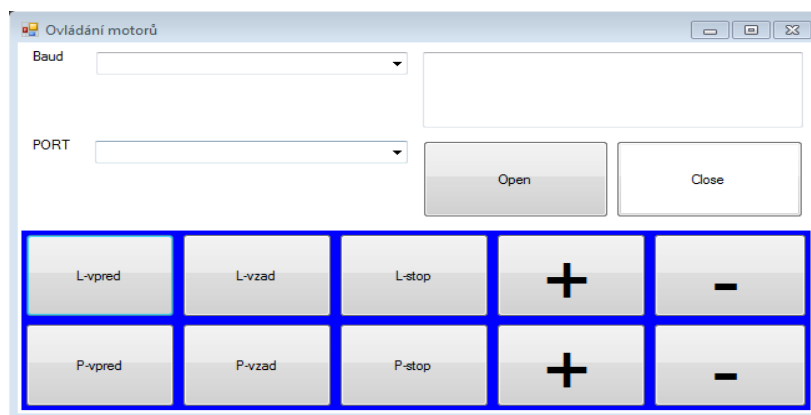 Ovládání motorů
Baud
PORT
Open
Close
L-vpred
L-vzad
L-stop
+
-
P-vpred
P-vzad
P-stop
+
-